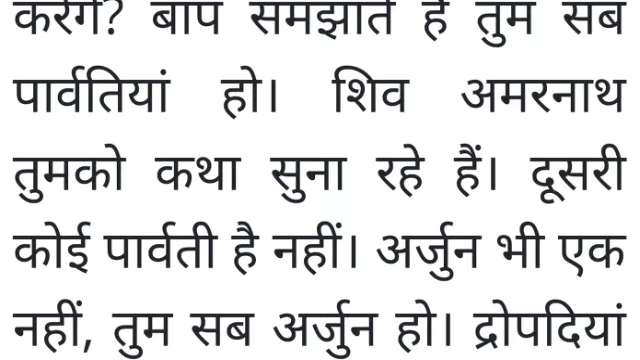 करेंगे? बाप समझाते हैं तुम सब
पार्वतियां हो। शिव अमरनाथ
तुमको कथा सुना रहे हैं। दूसरी
कोई पार्वती है नहीं। अर्जुन भी एक
नहीं, तुम सब अर्जुन हो। द्रोपदियां